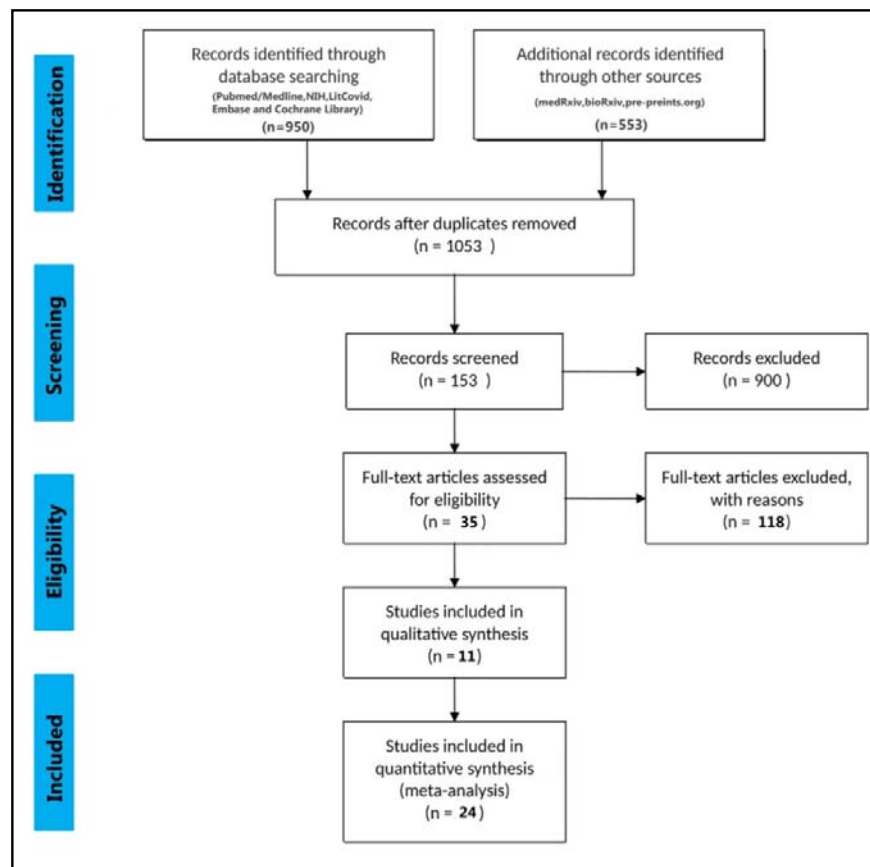 Identification
Records identified through
database searching
(Pubmed/Medline,NIH,LitCovid,
Embase and Cochrane Library)
(n=950)
Additional records identified
through other sources
(medRxiv,bioRxiv,pre-preints.org)
(n=553)
Records after duplicates removed
(n = 1053 )
Screening
Records screened
(n = 153 )
Records excluded
(n = 900 )
Eligibility
Full-text articles assessed
for eligibility
(n = 35 )
Full-text articles excluded,
with reasons
(n = 118)
Studies included in
qualitative synthesis
(n = 11)
Included
Studies included in
quantitative synthesis
(meta-analysis)
(n = 24)